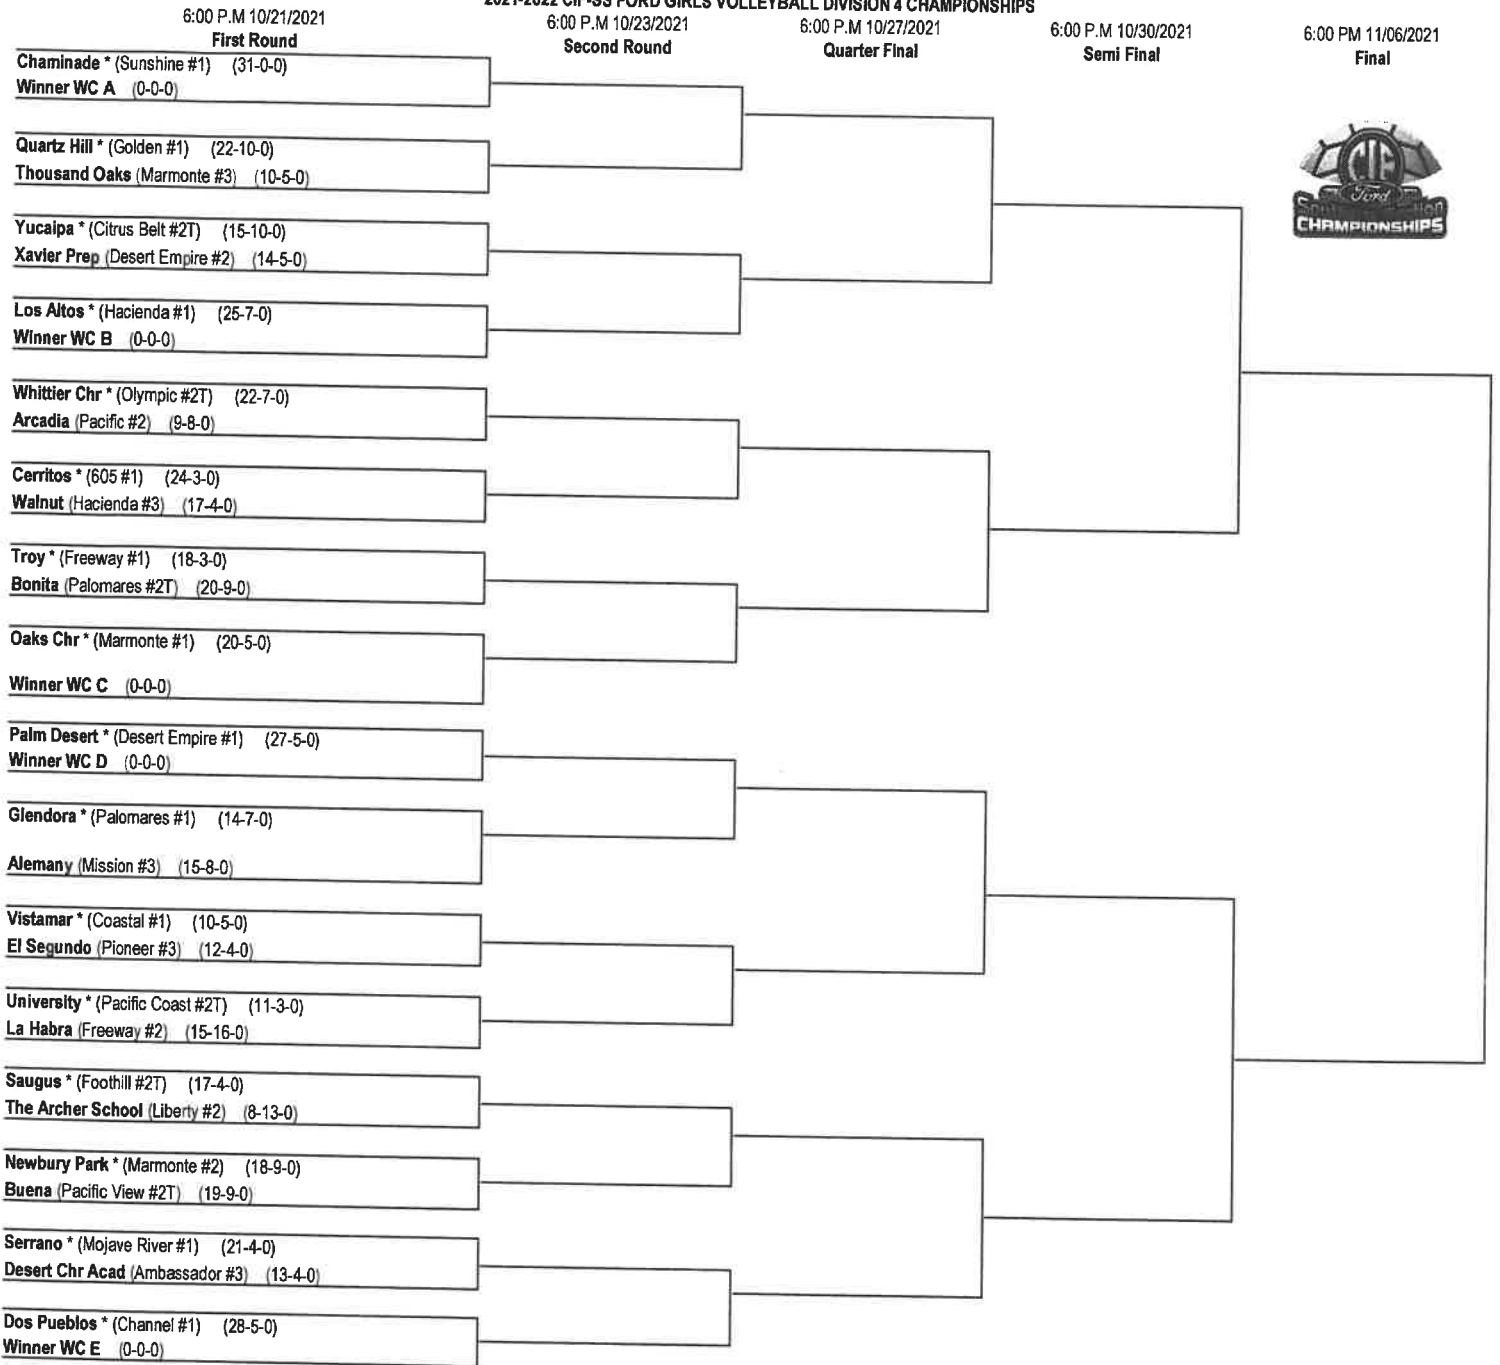 2021-2022 CIF-SS FORD GIRLS VOLLEYBALL DIVISION 4 CHAMPIONSHIPS
6:00 P.M 10/21/2021
First Round
6:00 P.M 10/23/2021
Second Round
6:00 P.M 10/27/2021
Quarter Final
6:00 P.M 10/30/2021
Semi Final
6:00 PM 11/06/2021
Final
Chaminade * (Sunshine #1) (31-0-0)
Winner WC A (0-0-0)
Quartz Hill * (Golden #1) (22-10-0)
Thousand Oaks (Marmonte #3) (10-5-0)
Yucaipa * (Citrus Belt #2T) (15-10-0)
Xavier Prep (Desert Empire #2) (14-5-0)
Los Altos * (Hacienda #1) (25-7-0)
Winner WC B (0-0-0)
Whittier Chr * (Olympic #2T) (22-7-0)
Arcadia (Pacific #2) (9-8-0)
Cerritos * (605 #1) (24-3-0)
Walnut (Hacienda #3) (17-4-0)
Troy * (Freeway #1) (18-3-0)
Bonita (Palomares #2T) (20-9-0)
Oaks Chr * (Marmonte #1) (20-5-0)
Winner WC C (0-0-0)
Palm Desert * (Desert Empire #1) (27-5-0)
Winner WC D (0-0-0)
Glendora * (Palomares #1) (14-7-0)
Alemany (Mission #3) (15-8-0)
Vistamar * (Coastal #1) (10-5-0)
El Segundo (Pioneer #3) (12-4-0)
University * (Pacific Coast #2T) (11-3-0)
La Habra (Freeway #2) (15-16-0)
Saugus * (Foothill #2T) (17-4-0)
The Archer School (Liberty #2) (8-13-0)
Newbury Park * (Marmonte #2) (18-9-0)
Buena (Pacific View #2T) (19-9-0)
Serrano * (Mojave River #1) (21-4-0)
Desert Chr Acad (Ambassador #3) (13-4-0)
Dos Pueblos * (Channel #1) (28-5-0)
Winner WC E (0-0-0)
CIF
Ford
CHAMPIONSHIPS